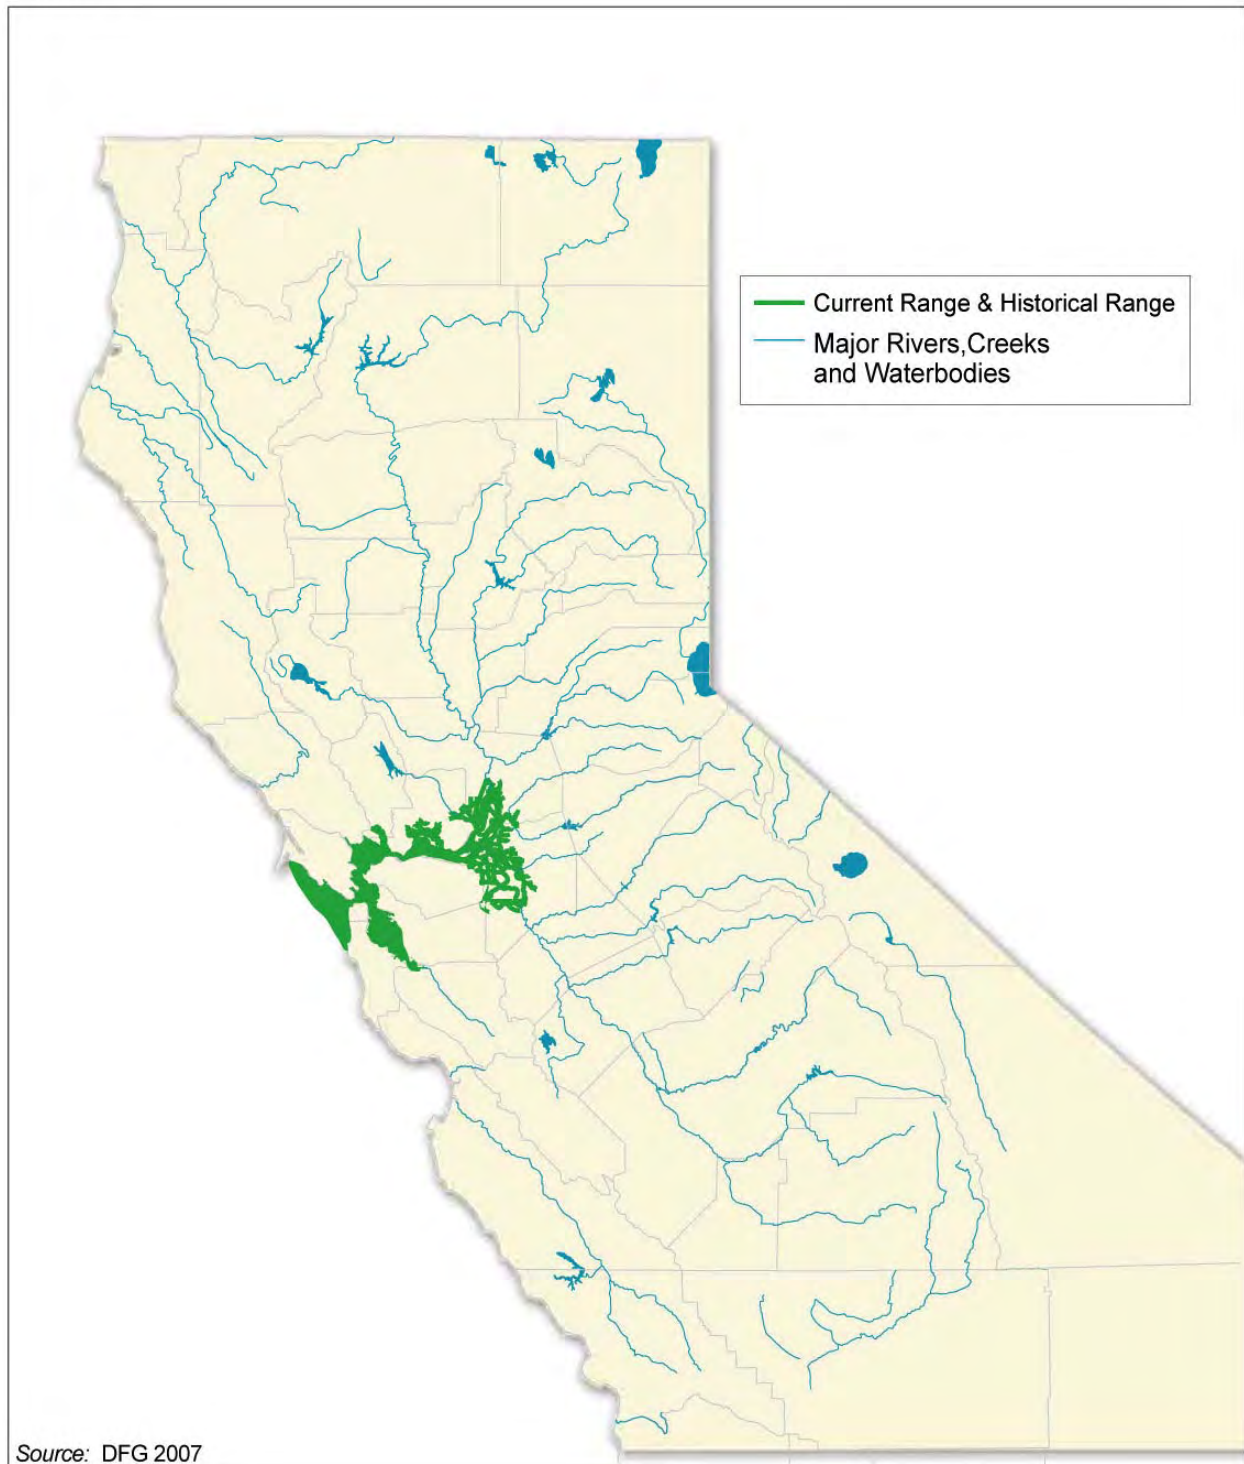 Current Range & Historical Range
Major Rivers,Creeks
and Waterbodies
Source: DFG 2007